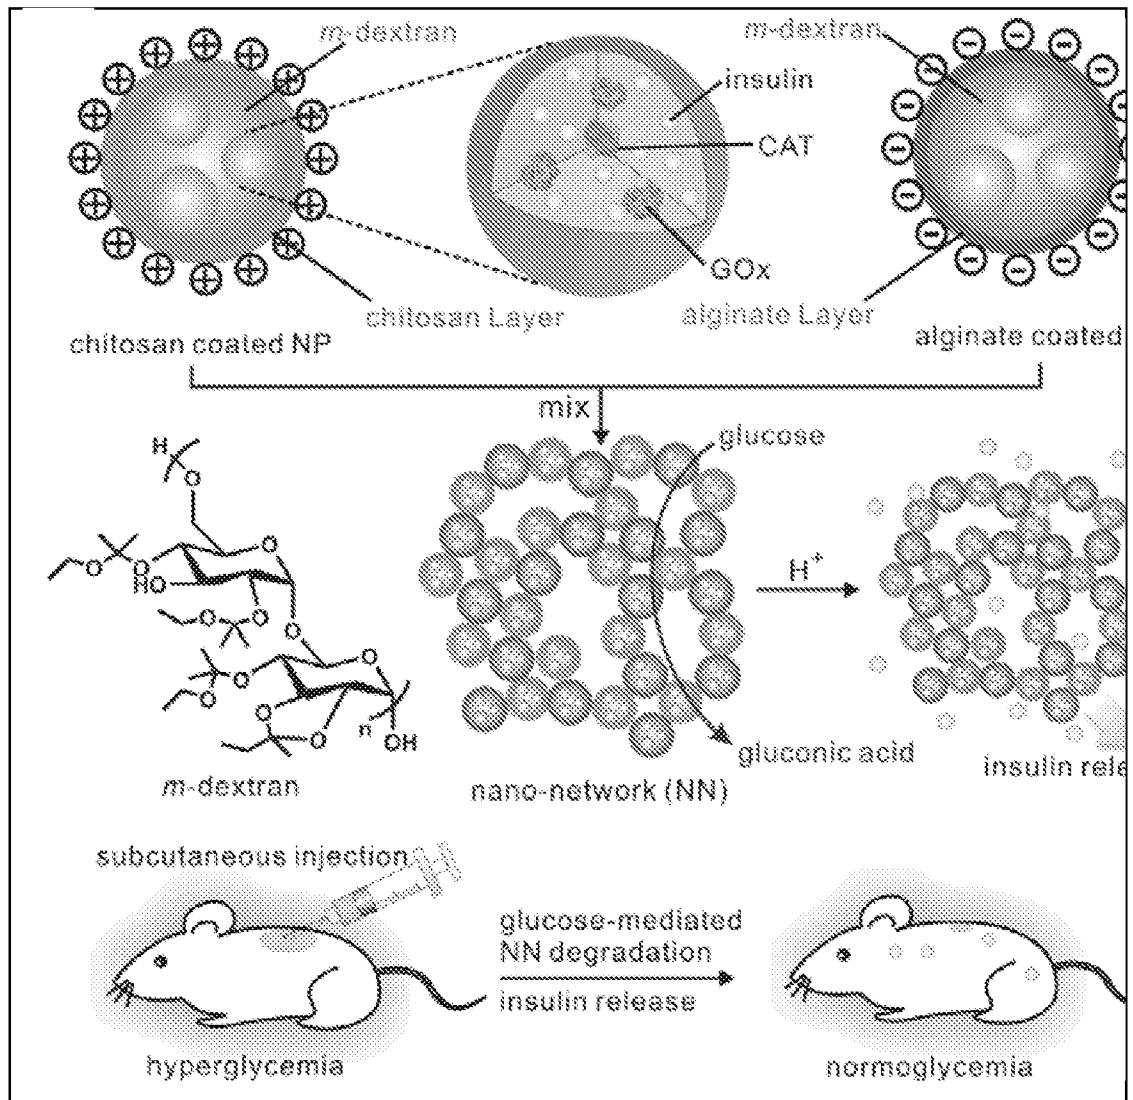 m-dextran
m-dextran
insulin
CAT
GOx
chitosan Layer
alginate Layer
chitosan coated NP
alginate coated
mix
glucose
H
O
O
O
O
HO
O
O
O
O
O
O
O
O
n
OH
H+
m-dextran
nano-network (NN)
gluconic acid
insulin rele
subcutaneous injection
glucose-mediated
NN degradation
insulin release
hyperglycemia
normoglycemia